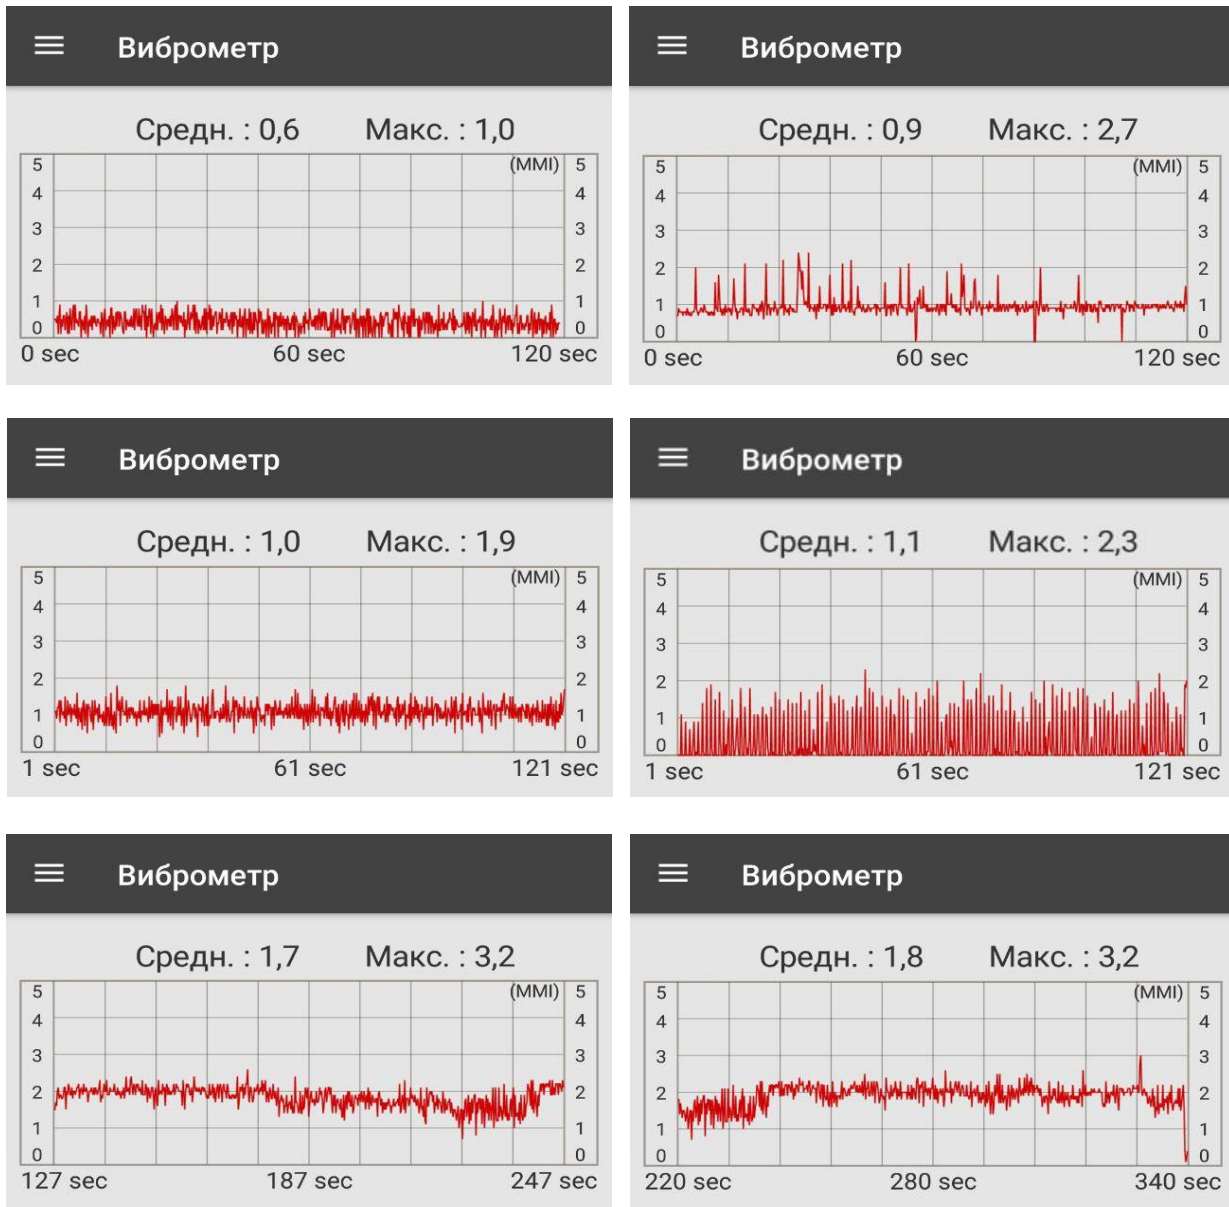 Виброметр
Средн. : 0,6 Макс. : 1,0
(MMI)
5 5
4 4
3 3
2 2
1 1
0 0
0 sec 60 sec 120 sec
Виброметр
Средн. : 0,9 Макс. : 2,7
(MMI)
5 5
4 4
3 3
2 2
1 1
0 0
0 sec 60 sec 120 sec
Виброметр
Средн. : 1,0 Макс. : 1,9
(MMI)
5 5
4 4
3 3
2 2
1 1
0 0
1 sec 61 sec 121 sec
Виброметр
Средн. : 1,1 Макс. : 2,3
(MMI)
5 5
4 4
3 3
2 2
1 1
0 0
1 sec 61 sec 121 sec
Виброметр
Средн. : 1,7 Макс. : 3,2
(MMI)
5 5
4 4
3 3
2 2
1 1
0 0
127 sec 187 sec 247 sec
Виброметр
Средн. : 1,8 Макс. : 3,2
(MMI)
5 5
4 4
3 3
2 2
1 1
0 0
220 sec 280 sec 340 sec